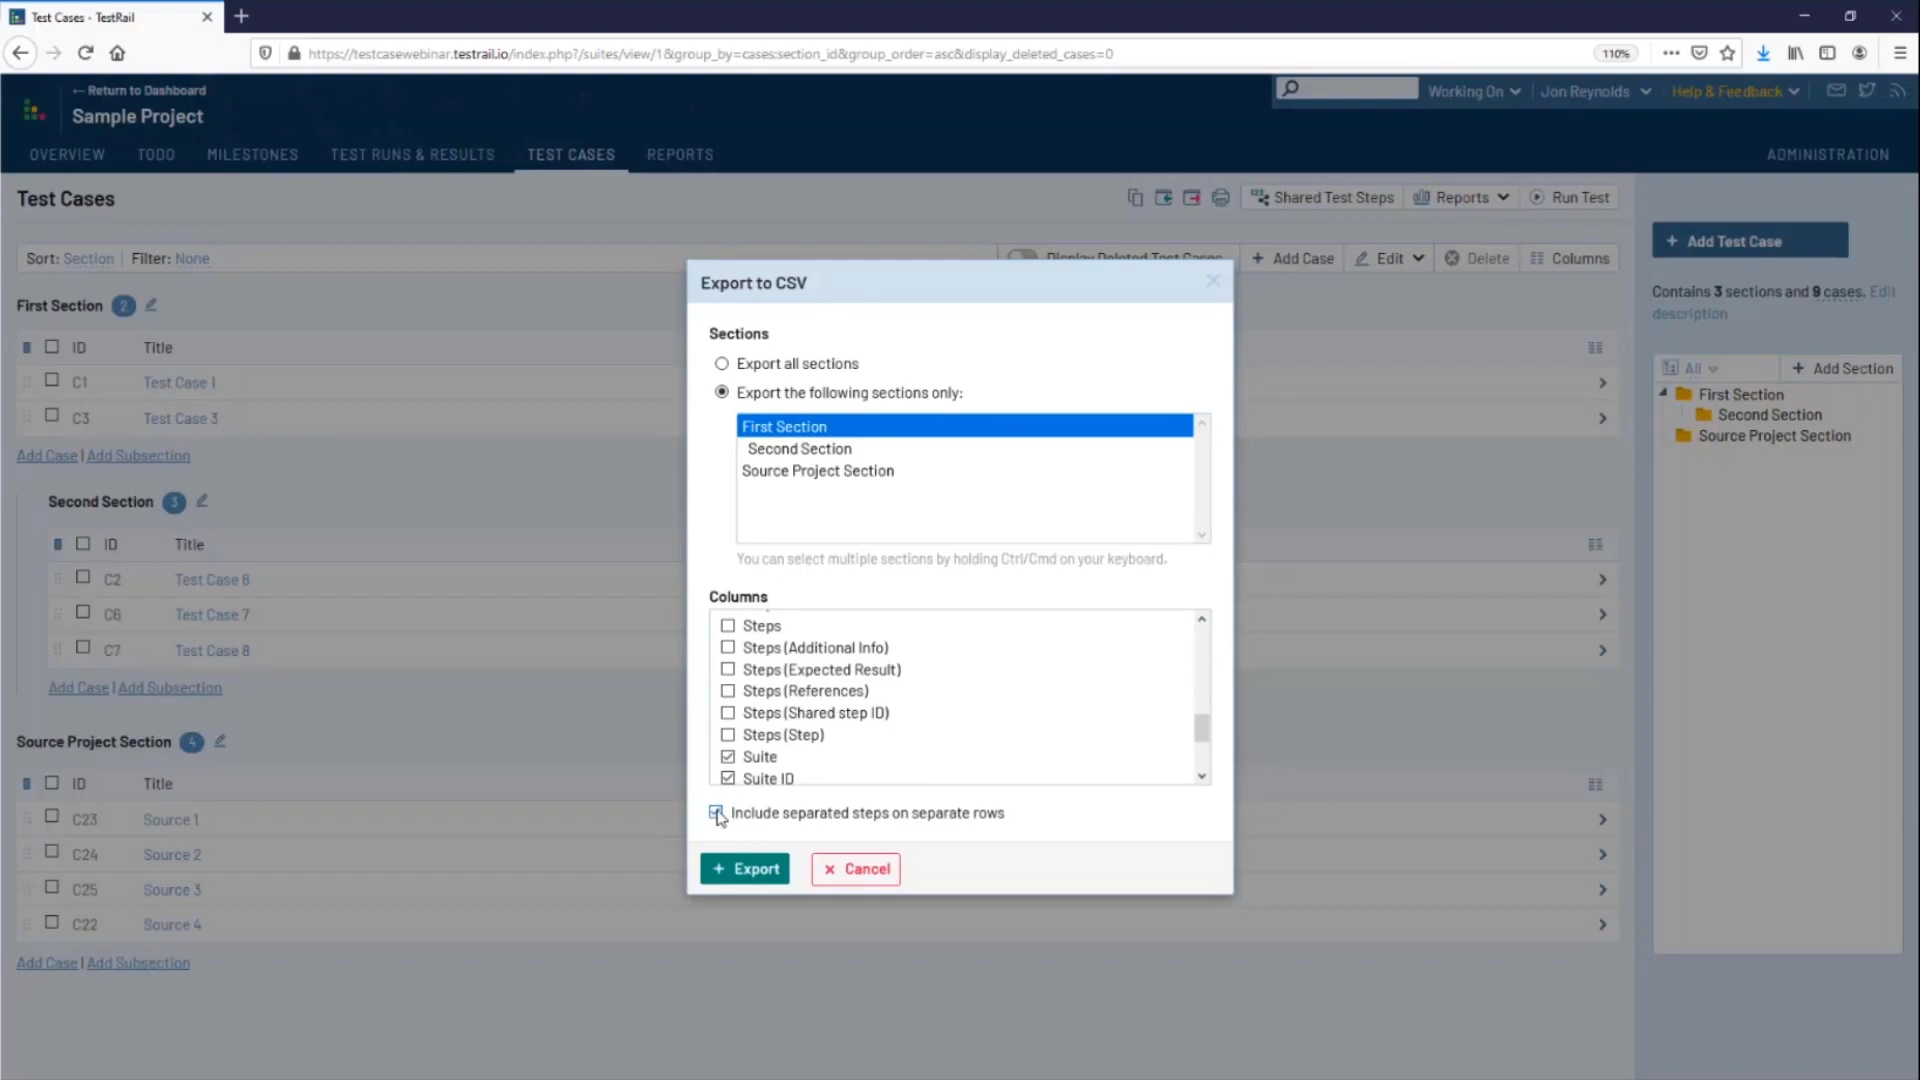 Test Cases - TestRail
https://testcasewebinar.testrail.io/index.php?/suites/view/1&group_by=cases:section_id&group_order=asc&display_deleted_cases=0
110%
← Return to Dashboard
Sample Project
Working On
Jon Reynolds
Help & Feedback
OVERVIEW TODO MILESTONES TEST RUNS & RESULTS TEST CASES REPORTS ADMINISTRATION
Test Cases
Shared Test Steps
Reports
Run Test
Sort: Section | Filter: None
Display Deleted Test Cases
+ Add Case
Edit
Delete
Columns
First Section 2
ID Title
C1 Test Case 1
C3 Test Case 3
Add Case | Add Subsection
Second Section 3
ID Title
C2 Test Case 6
C6 Test Case 7
C7 Test Case 8
Add Case | Add Subsection
Source Project Section 4
ID Title
C23 Source 1
C24 Source 2
C25 Source 3
C22 Source 4
Add Case | Add Subsection
Export to CSV
Sections
Export all sections
Export the following sections only:
First Section
Second Section
Source Project Section
You can select multiple sections by holding Ctrl/Cmd on your keyboard.
Columns
Steps
Steps (Additional Info)
Steps (Expected Result)
Steps (References)
Steps (Shared step ID)
Steps (Step)
Suite
Suite ID
Include separated steps on separate rows
+ Export
× Cancel
+ Add Test Case
Contains 3 sections and 9 cases. Edit
description
All
+ Add Section
First Section
Second Section
Source Project Section